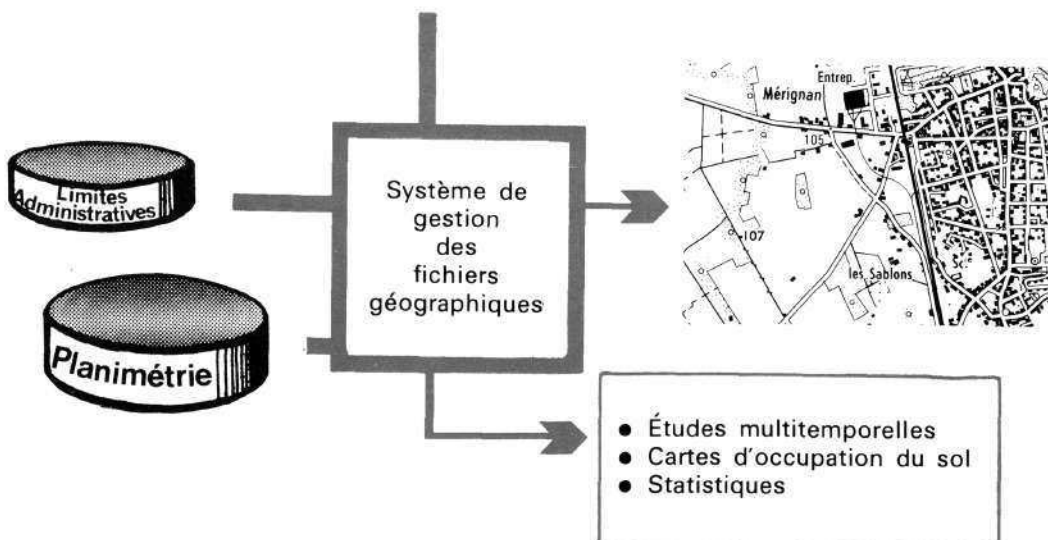 Limites
Administratives
Planimétrie
Système de
gestion
des
fichiers
géographiques
Entrep.
Mérignan
105
107
les Sablons
● Études multitemporelles
● Cartes d'occupation du sol
● Statistiques